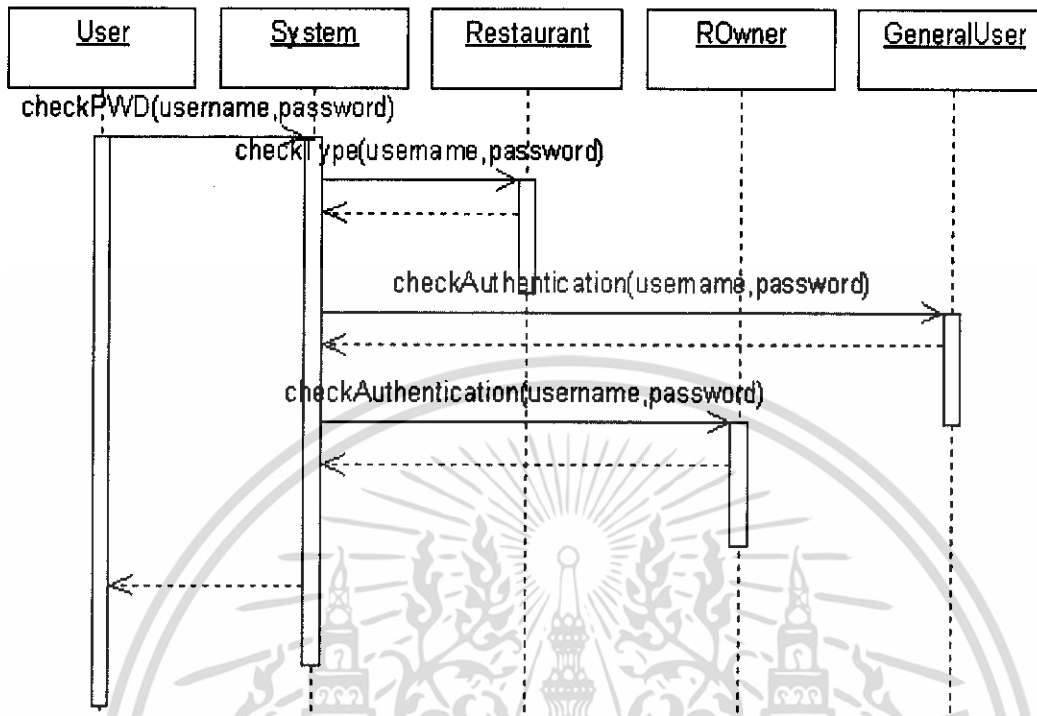 User
System
Restaurant
ROwner
GeneralUser
checkPWD(username,password)
checkType(username,password)
checkAuthentication(username,password)
checkAuthentication(username,password)